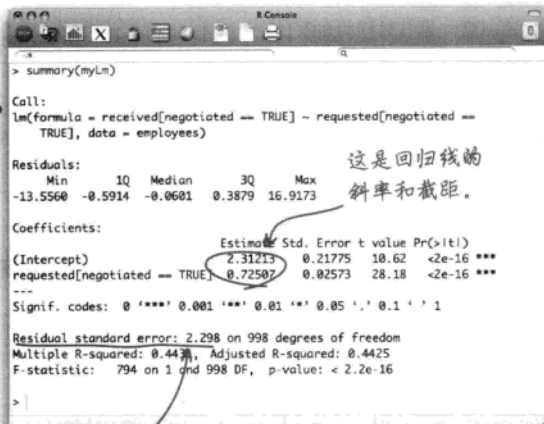 R Console
> summary(myLm)
Call:
lm(formula = received[negotiated == TRUE] ~ requested[negotiated ==
TRUE], data = employees)
Residuals:
Min 1Q Median 3Q Max
-13.5560 -0.5914 -0.0601 0.3879 16.9173
这是回归线的
斜率和截距。
Coefficients:
Estimate Std. Error t value Pr(>|t|)
(Intercept) 2.31213 0.21775 10.62 <2e-16 ***
requested[negotiated == TRUE] 0.72507 0.02573 28.18 <2e-16 ***
---
Signif. codes: 0 '***' 0.001 '**' 0.01 '*' 0.05 '.' 0.1 ' ' 1
Residual standard error: 2.298 on 998 degrees of freedom
Multiple R-squared: Adjusted R-squared: 0.4425
F-statistic: 794 on 1 and 998 DF, p-value: < 2.2e-16
>